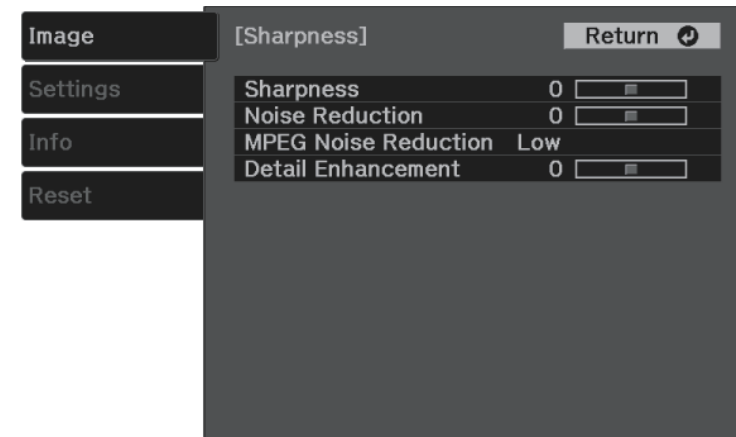 Image
Settings
Info
Reset
[Sharpness]
Return
Sharpness 0
Noise Reduction 0
MPEG Noise Reduction Low
Detail Enhancement 0